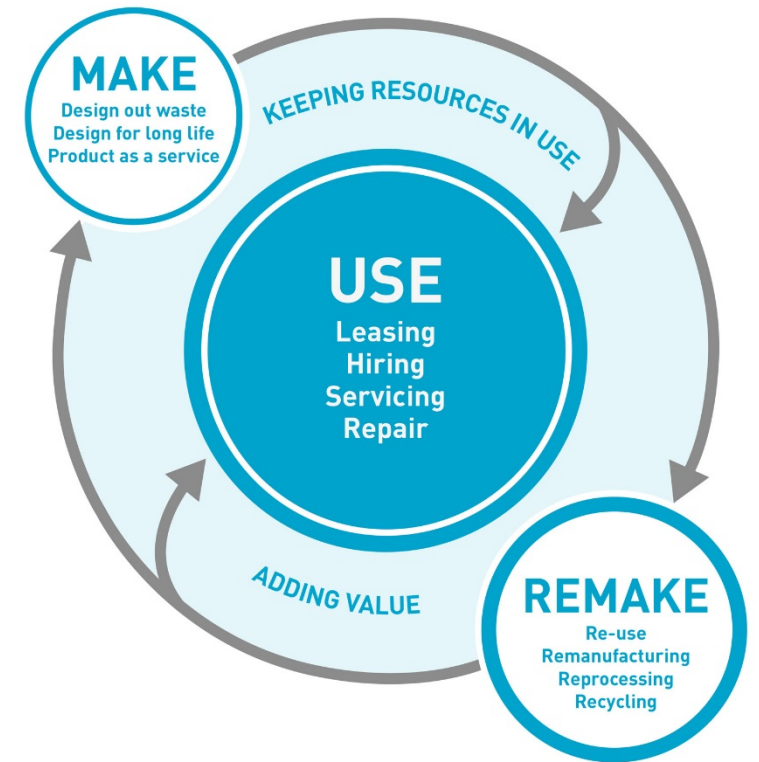 MAKE
Design out waste
Design for long life
Product as a service
KEEPING RESOURCES IN USE
USE
Leasing
Hiring
Servicing
Repair
ADDING VALUE
REMAKE
Re-use
Remanufacturing
Reprocessing
Recycling